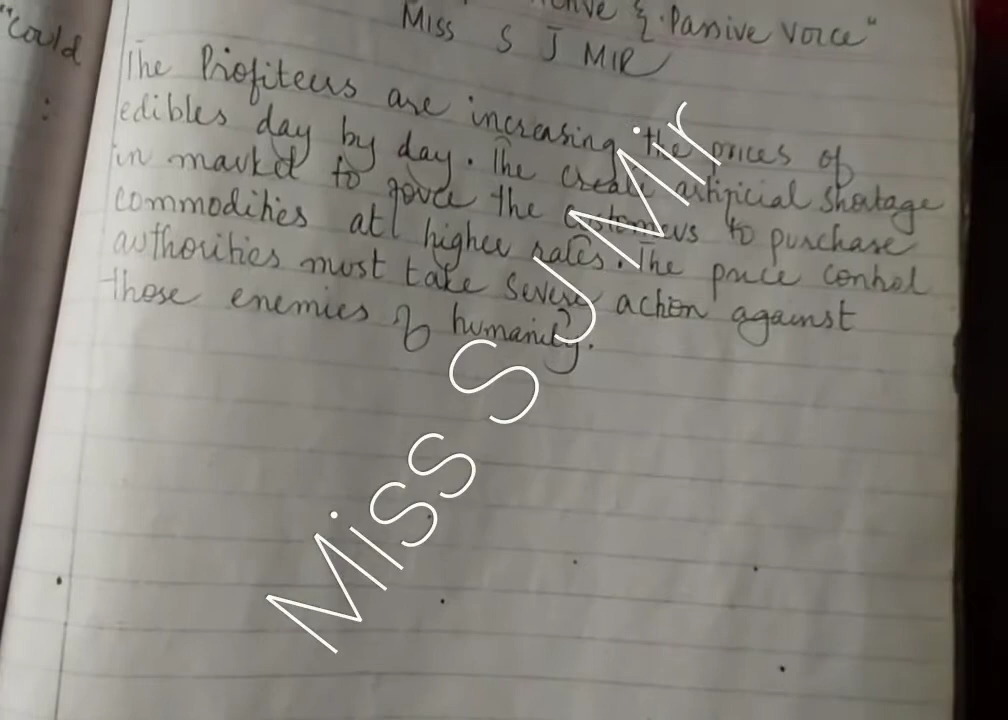 "Could
Active & Passive Voice"
Miss S J MIR
The Profiteers are increasing the prices of
edibles day by day. The create artificial shortage
in market to force the customers to purchase
commodities at higher rates. The price control
authorities must take severe action against
those enemies of humanity.
Miss S J Mir